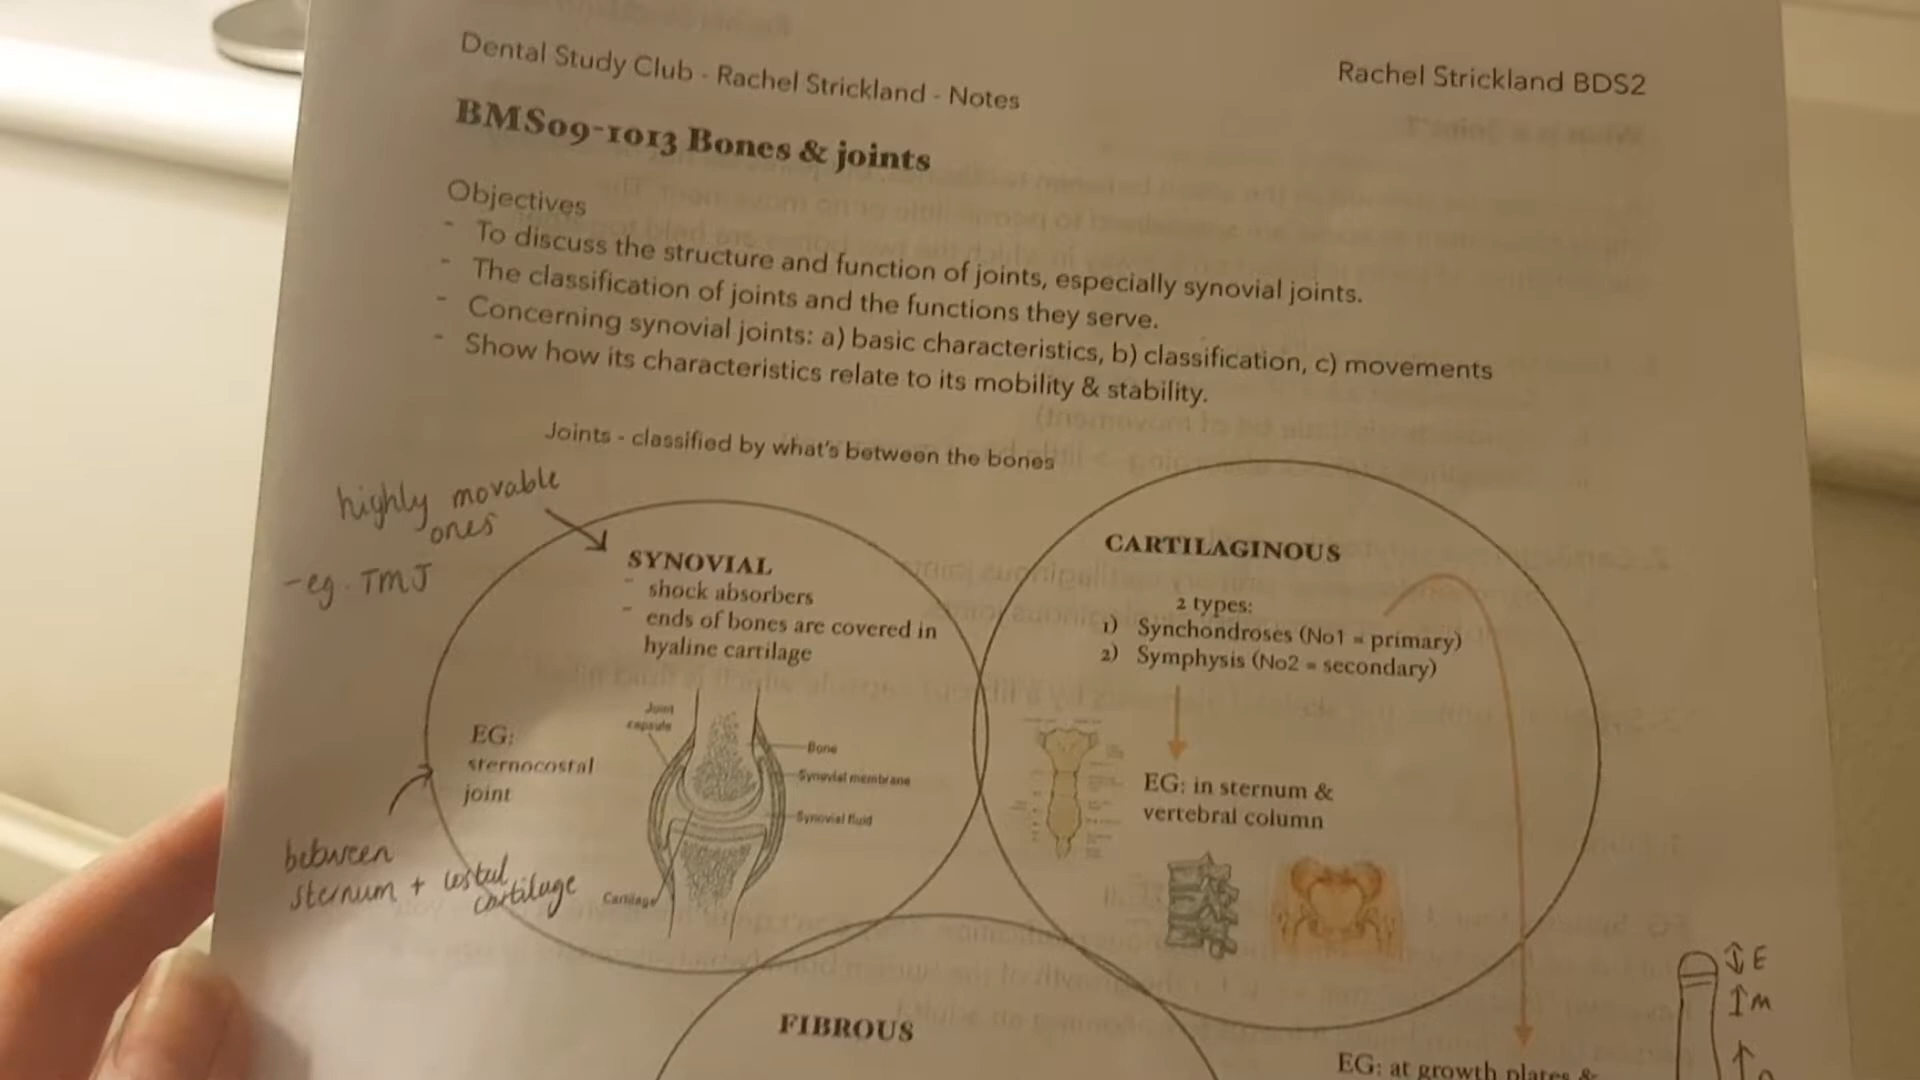 Dental Study Club - Rachel Strickland - Notes
Rachel Strickland BDS2
BMS09-1013 Bones & joints
Objectives
- To discuss the structure and function of joints, especially synovial joints.
- The classification of joints and the functions they serve.
- Concerning synovial joints: a) basic characteristics, b) classification, c) movements
- Show how its characteristics relate to its mobility & stability.
Joints - classified by what's between the bones
highly movable
ones
- eg. TMJ
SYNOVIAL
- shock absorbers
- ends of bones are covered in
hyaline cartilage
Joint
capsule
Bone
Synovial membrane
Synovial fluid
Cartilage
EG:
sternocostal
joint
between
sternum + costal
cartilage
CARTILAGINOUS
2 types:
1) Synchondroses (No1 = primary)
2) Symphysis (No2 = secondary)
EG: in sternum &
vertebral column
FIBROUS
EG: at growth plates &
E
M